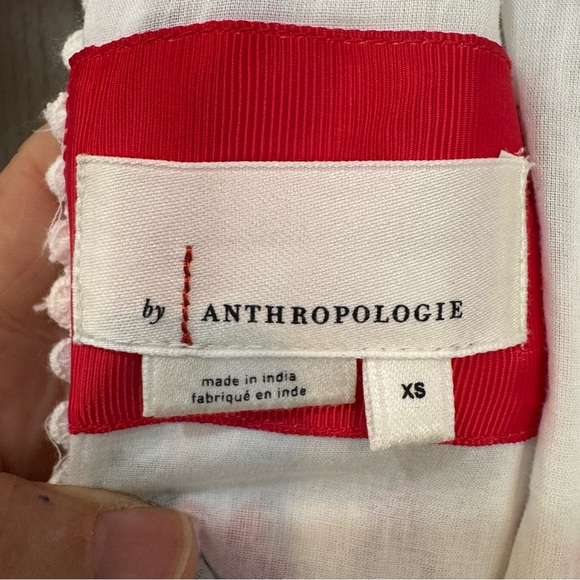 by ANTHROPOLOGIE
made in india
fabriqué en inde
XS